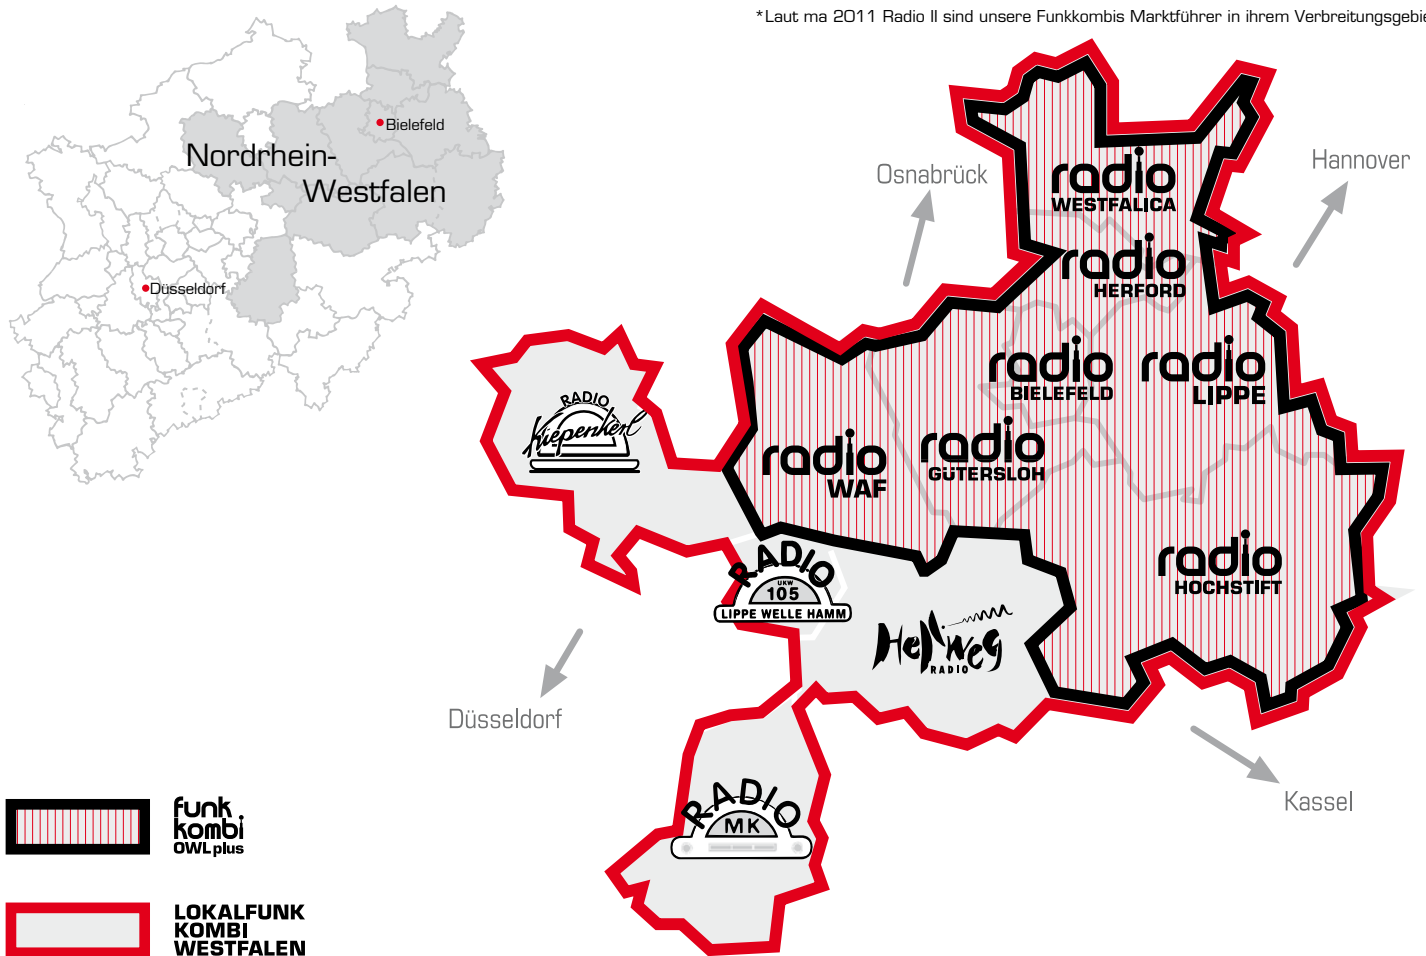 *Laut ma 2011 Radio II sind unsere Funkkombis Marktführer in ihrem Verbreitungsgebie
Bielefeld
Nordrhein-
Westfalen
Düsseldorf
Osnabrück
Hannover
radio
WESTFALICA
radio
HERFORD
radio
BIELEFELD
radio
LIPPE
RADIO
Kiepenkerl
radio
WAF
radio
GÜTERSLOH
radio
HOCHSTIFT
RADIO
UKW
105
LIPPE WELLE HAMM
Hellweg
RADIO
Düsseldorf
Kassel
RADIO
MK
funk
kombi
OWL plus
LOKALFUNK
KOMBI
WESTFALEN